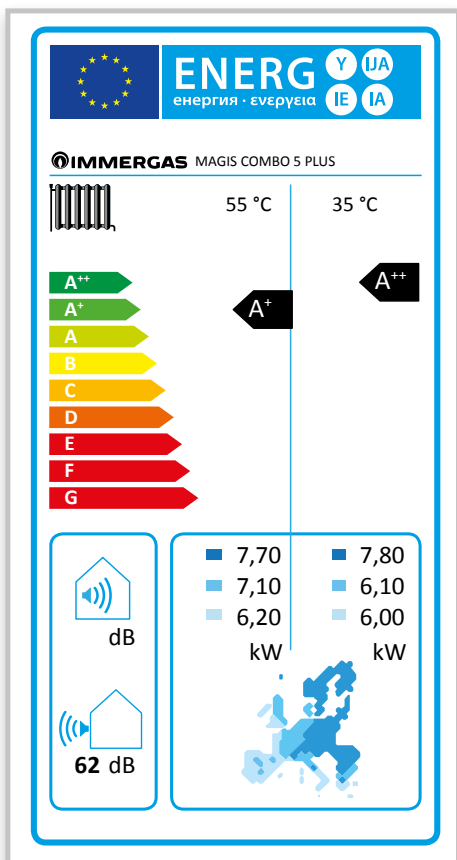 ENERG Y IJA
енергия · ενεργεια IE IA
IMMERGAS MAGIS COMBO 5 PLUS
55 °C 35 °C
A++ A++
A+ A+
A
B
C
D
E
F
G
7,70 7,80
7,10 6,10
6,20 6,00
dB kW kW
62 dB